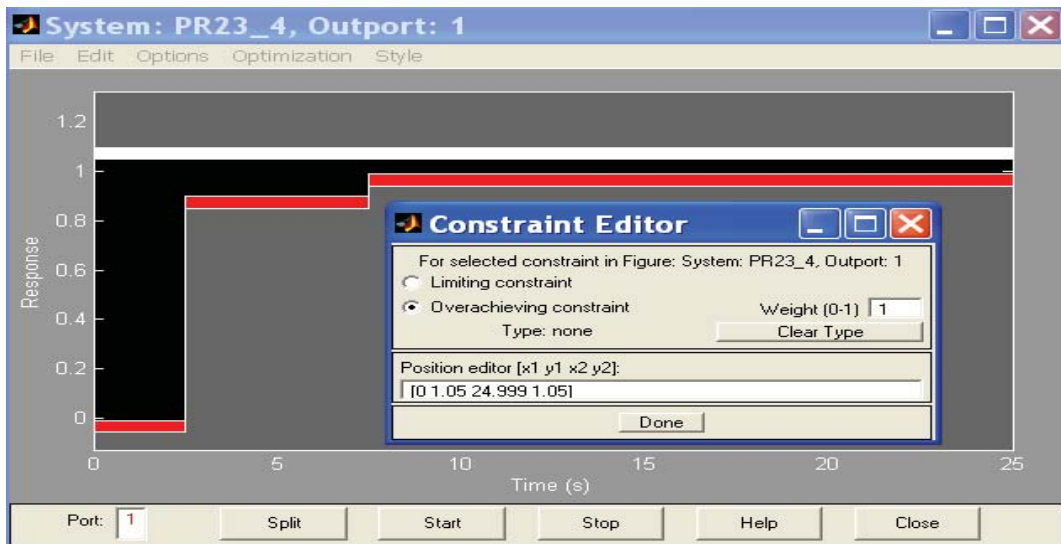 System: PR23_4, Outport: 1
File Edit Options Optimization Style
1.2
1
0.8
0.6
0.4
0.2
0
Response
0 5 10 15 20 25
Time (s)
Constraint Editor
For selected constraint in Figure: System: PR23_4, Outport: 1
Limiting constraint
Overachieving constraint
Weight (0-1) 1
Type: none
Clear Type
Position editor [x1 y1 x2 y2]:
[0 1.05 24.999 1.05]
Done
Port: 1 Split Start Stop Help Close